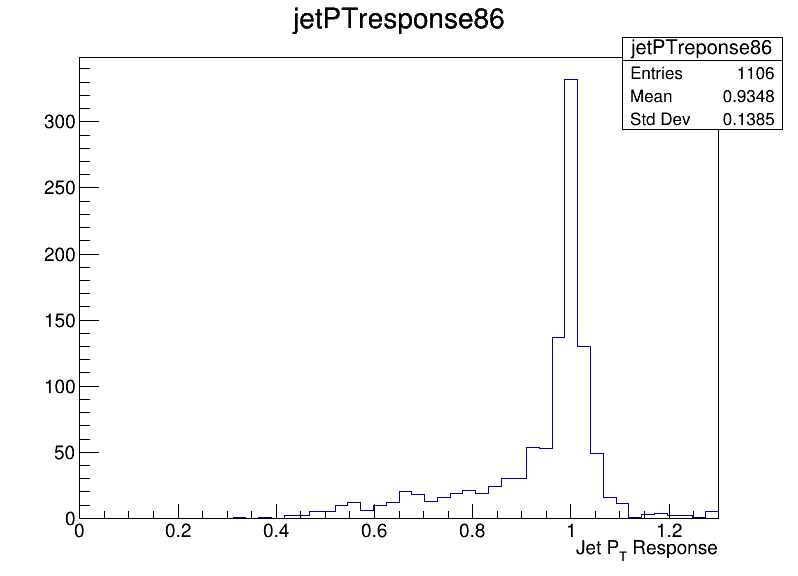 jetPTresponse86
jetPTreponse86
Entries 1106
Mean 0.9348
Std Dev 0.1385
300
250
200
150
100
50
0
0 0.2 0.4 0.6 0.8 1 1.2
Jet PT Response